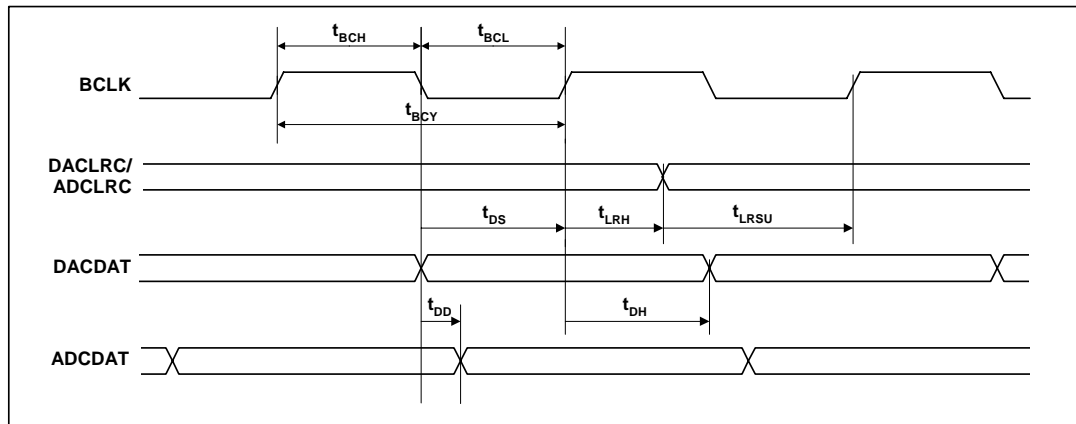 tBCH
tBCL
BCLK
tBCY
DACLRC/
ADCLRC
tDS
tLRH
tLRSU
DACDAT
tDD
tDH
ADCDAT